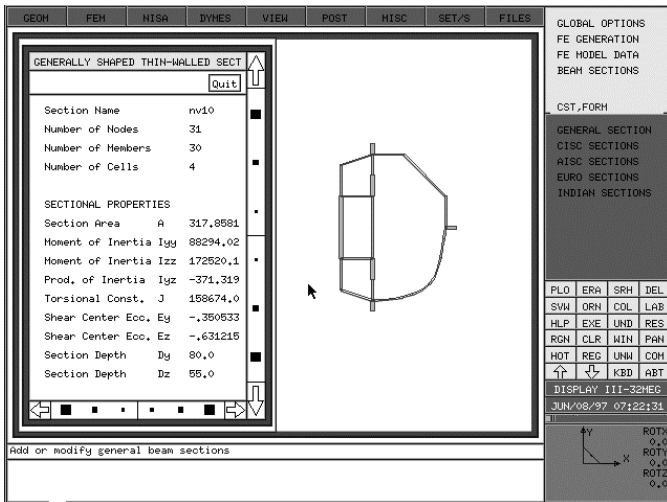 GEOM FEM NISA DYMES VIEW POST MISC SET/S FILES
GENERALLY SHAPED THIN-WALLED SECT
Quit
Section Name nv10
Number of Nodes 31
Number of Members 30
Number of Cells 4
SECTIONAL PROPERTIES
Section Area A 317.8581
Moment of Inertia Iyy 88294.02
Moment of Inertia Izz 172520.1
Prod. of Inertia Iyz -371.319
Torsional Const. J 158674.0
Shear Center Ecc. Ey -.350533
Shear Center Ecc. Ez -.631215
Section Depth Dy 80.0
Section Depth Dz 55.0
Add or modify general beam sections
GLOBAL OPTIONS
FE GENERATION
FE MODEL DATA
BEAM SECTIONS
CST,FORM
GENERAL SECTION
CISC SECTIONS
AISC SECTIONS
EURO SECTIONS
INDIAN SECTIONS
PLO ERA SRH DEL
SVW ORN COL LAB
HLP EXE UND RES
RGN CLR WIN PAN
HOT REG UNW COM
KBD ABT
DISPLAY III-32MEG
JUN/08/97 07:22:31
Y
X
ROTX
0.0
ROTY
0.0
ROTZ
0.0